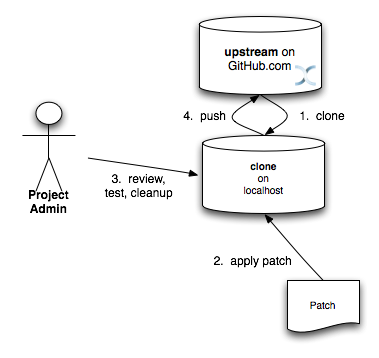 upstream on
GitHub.com
4. push
1. clone
clone
on
localhost
3. review,
test, cleanup
Project
Admin
2. apply patch
Patch